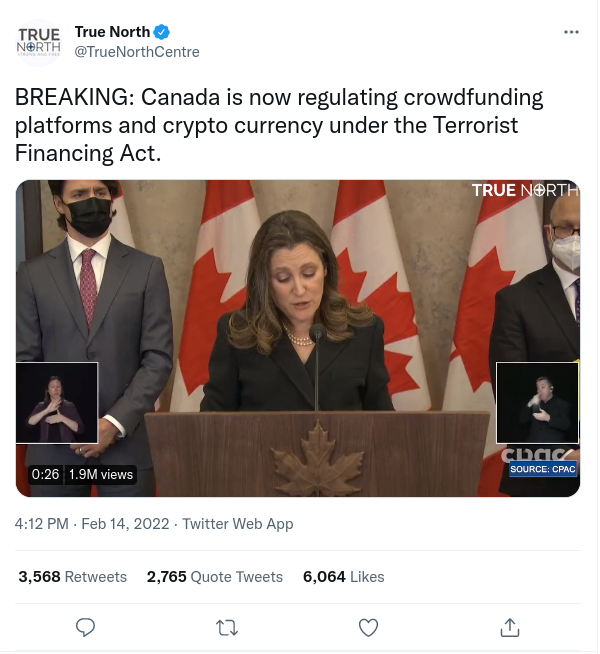 TRUE
NORTH
True North
@TrueNorthCentre
BREAKING: Canada is now regulating crowdfunding
platforms and crypto currency under the Terrorist
Financing Act.
TRUE NORTH
cpac
SOURCE: CPAC
0:26 1.9M views
4:12 PM · Feb 14, 2022 · Twitter Web App
3,568 Retweets 2,765 Quote Tweets 6,064 Likes